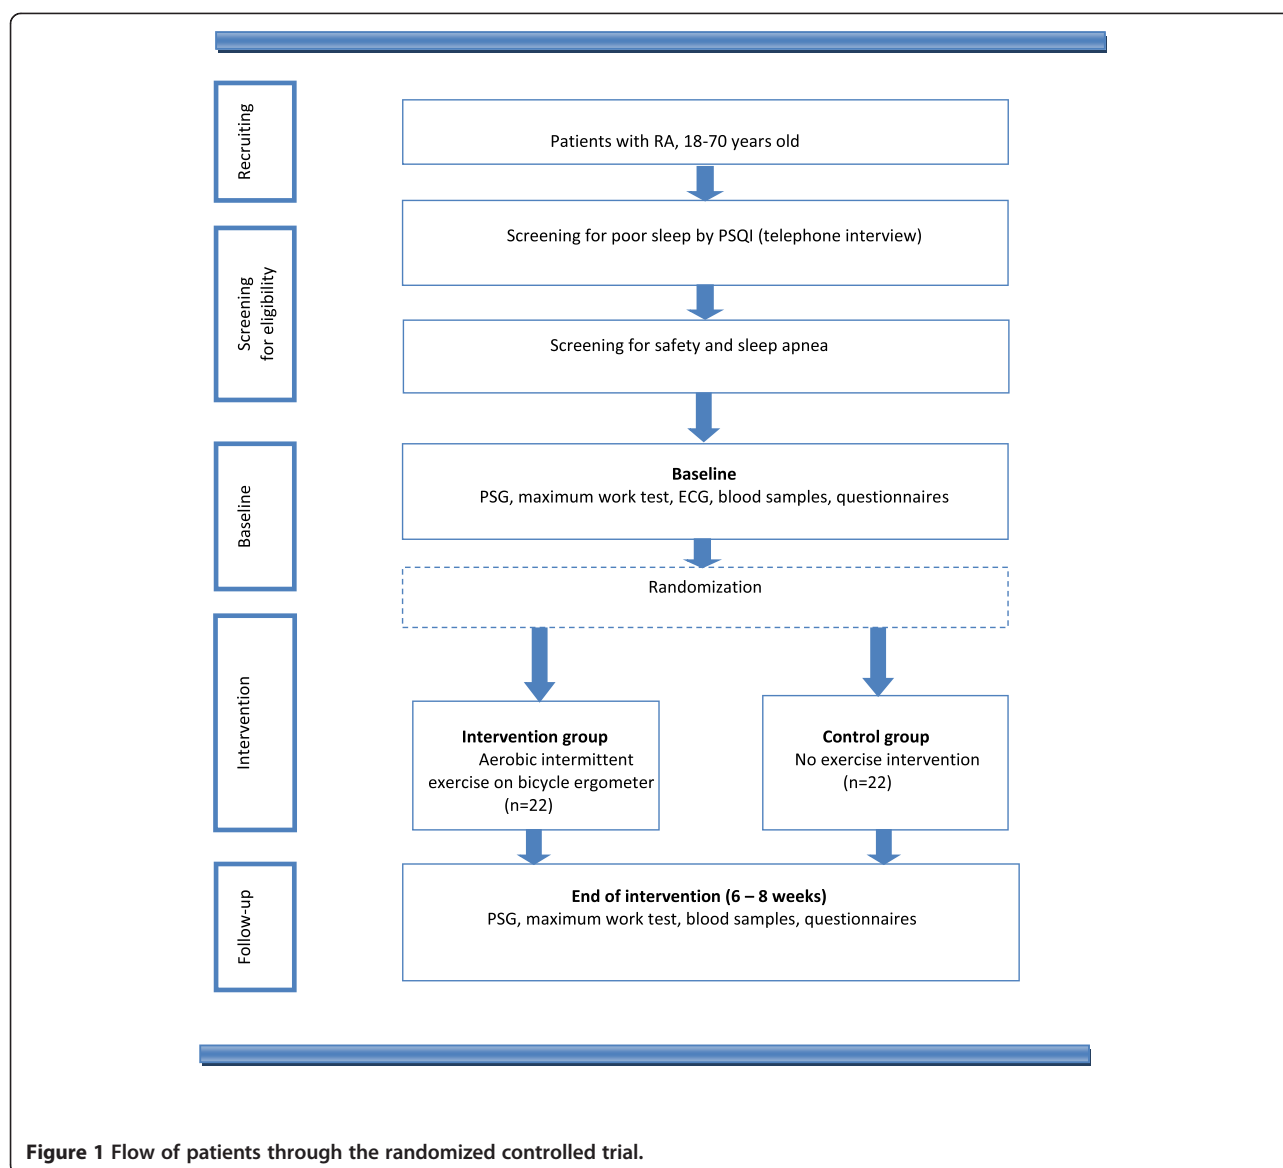 Recruiting
Patients with RA, 18-70 years old
Screening
for eligibility
Screening for poor sleep by PSQI (telephone interview)
Screening for safety and sleep apnea
Baseline
Baseline
PSG, maximum work test, ECG, blood samples, questionnaires
Randomization
Intervention
Intervention group
Aerobic intermittent
exercise on bicycle ergometer
(n=22)
Control group
No exercise intervention
(n=22)
Follow-up
End of intervention (6 – 8 weeks)
PSG, maximum work test, blood samples, questionnaires
Figure 1 Flow of patients through the randomized controlled trial.